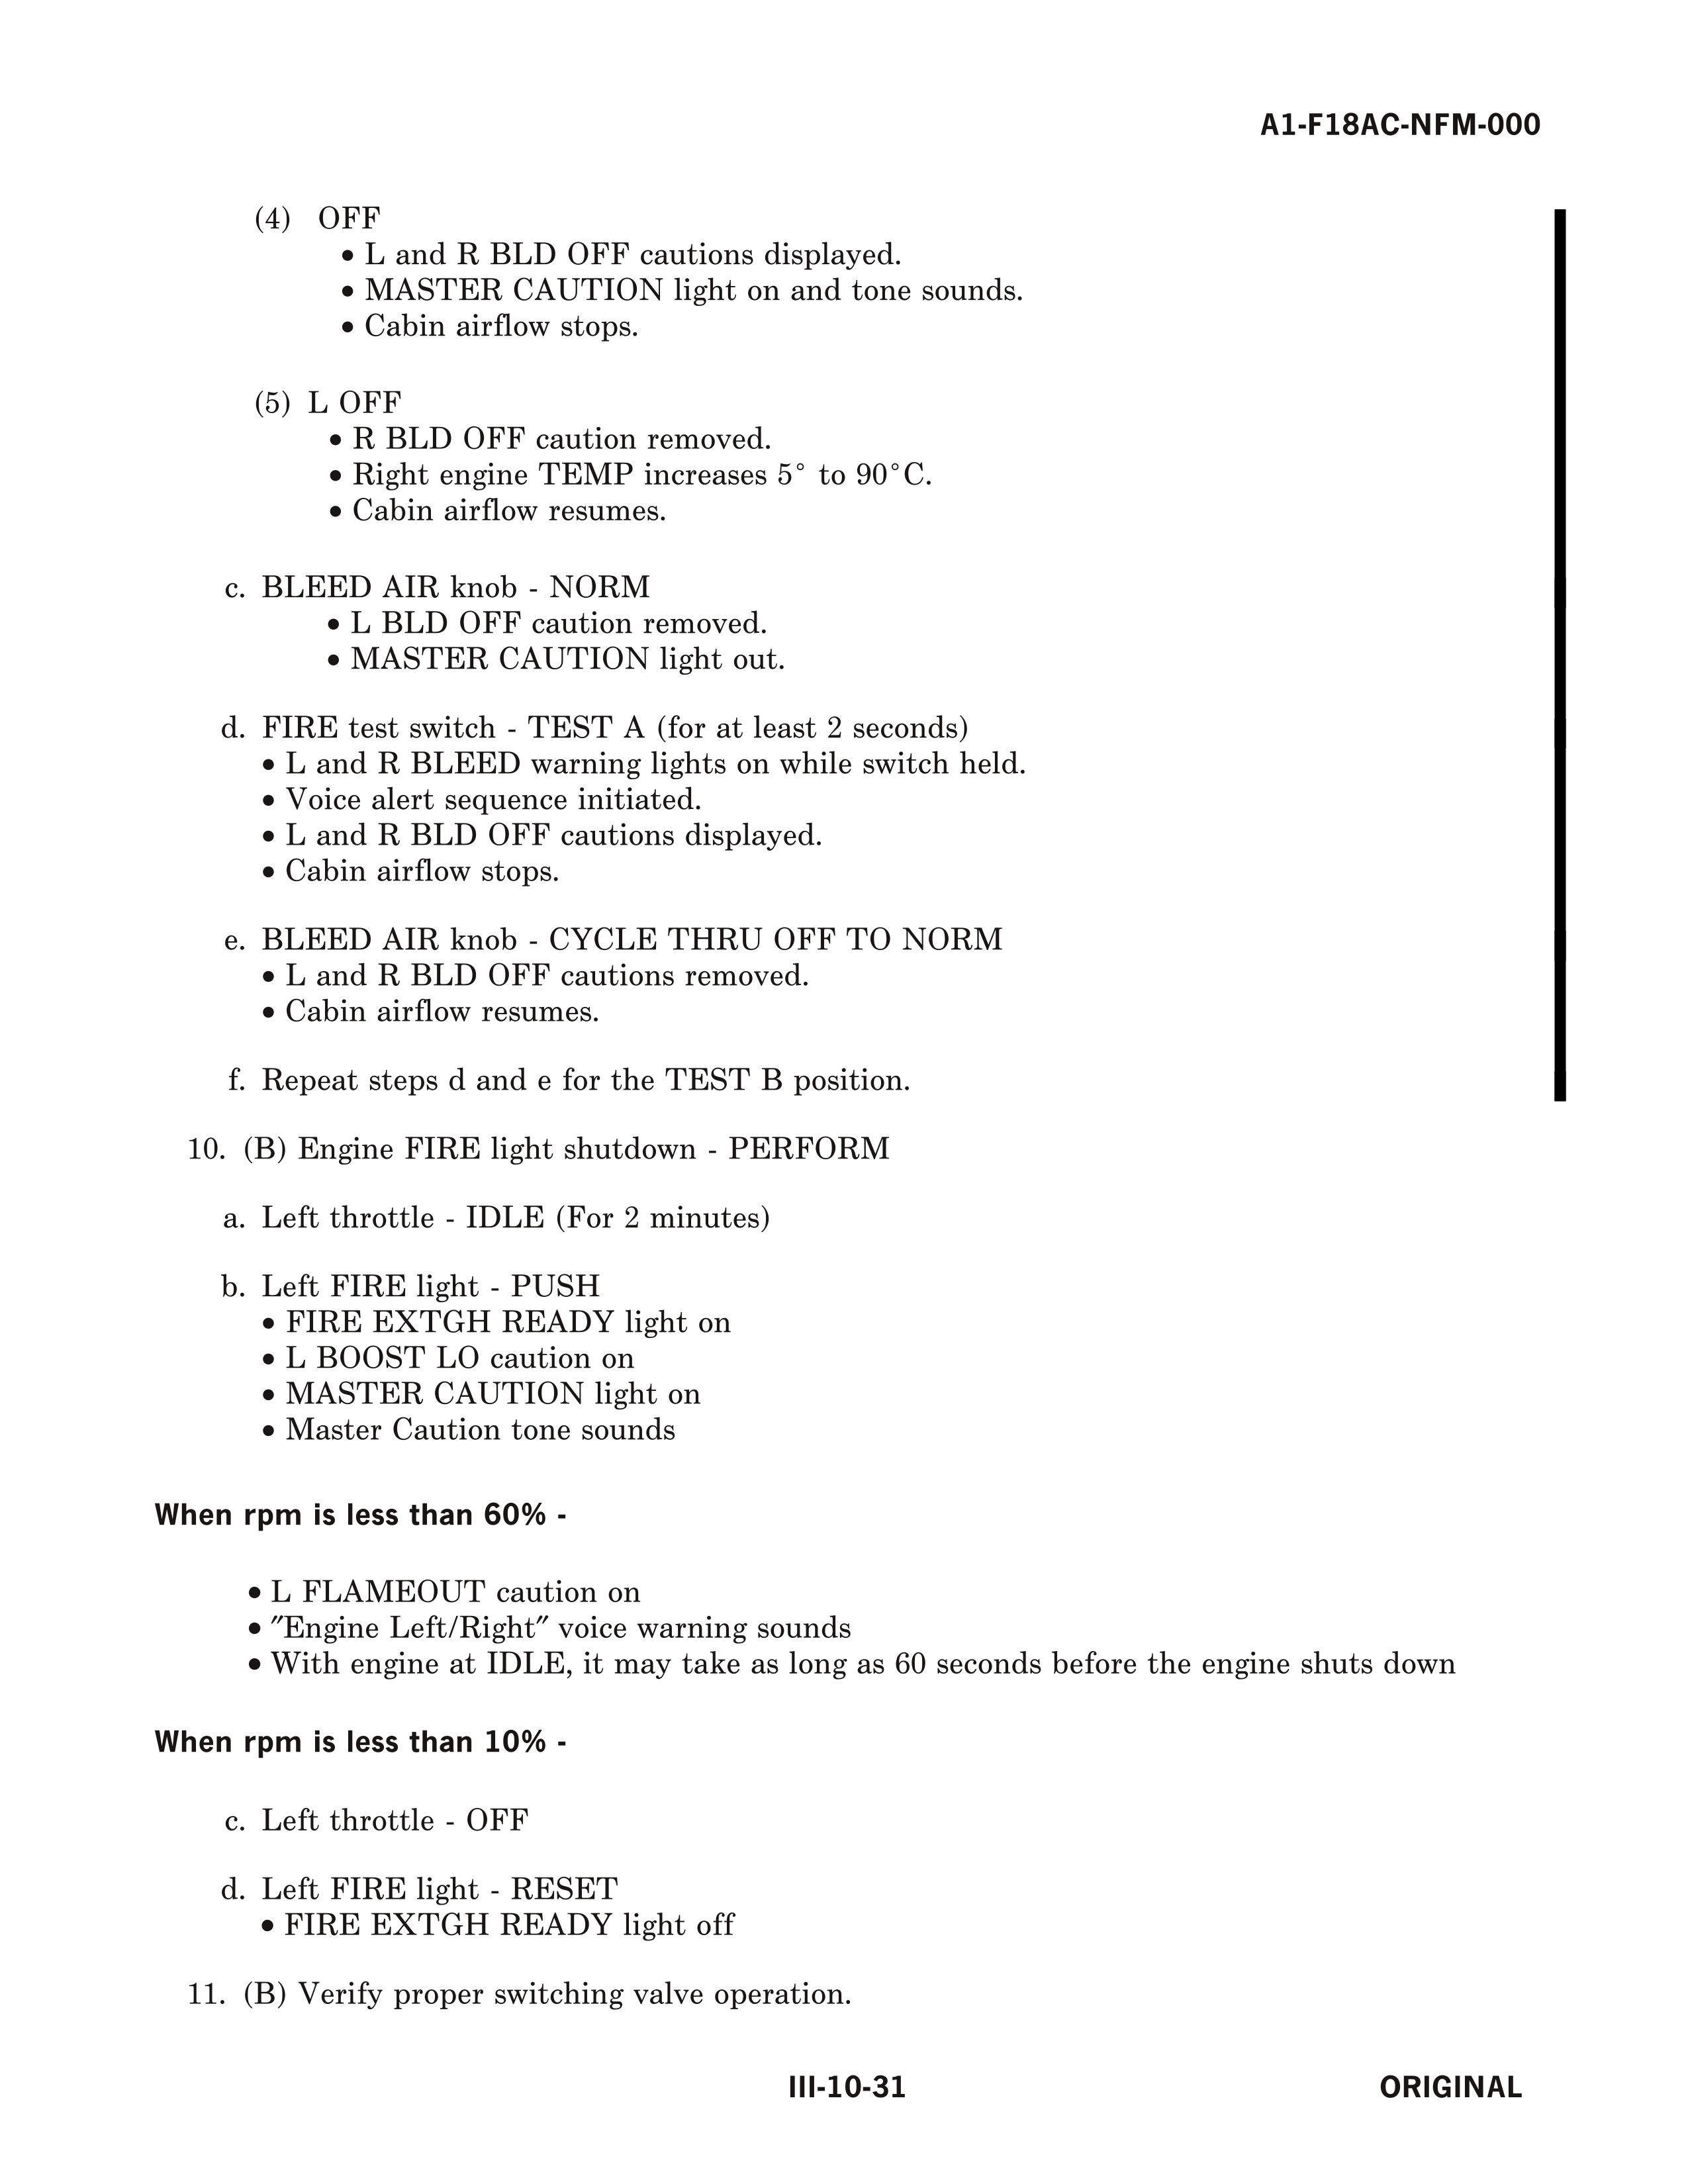 A1-F18AC-NFM-000
(4) OFF
• L and R BLD OFF cautions displayed.
• MASTER CAUTION light on and tone sounds.
• Cabin airflow stops.
(5) L OFF
• R BLD OFF caution removed.
• Right engine TEMP increases 5° to 90°C.
• Cabin airflow resumes.
c. BLEED AIR knob - NORM
• L BLD OFF caution removed.
• MASTER CAUTION light out.
d. FIRE test switch - TEST A (for at least 2 seconds)
• L and R BLEED warning lights on while switch held.
• Voice alert sequence initiated.
• L and R BLD OFF cautions displayed.
• Cabin airflow stops.
e. BLEED AIR knob - CYCLE THRU OFF TO NORM
• L and R BLD OFF cautions removed.
• Cabin airflow resumes.
f. Repeat steps d and e for the TEST B position.
10. (B) Engine FIRE light shutdown - PERFORM
a. Left throttle - IDLE (For 2 minutes)
b. Left FIRE light - PUSH
• FIRE EXTGH READY light on
• L BOOST LO caution on
• MASTER CAUTION light on
• Master Caution tone sounds
When rpm is less than 60% -
• L FLAMEOUT caution on
• ″Engine Left/Right″ voice warning sounds
• With engine at IDLE, it may take as long as 60 seconds before the engine shuts down
When rpm is less than 10% -
c. Left throttle - OFF
d. Left FIRE light - RESET
• FIRE EXTGH READY light off
11. (B) Verify proper switching valve operation.
III-10-31
ORIGINAL